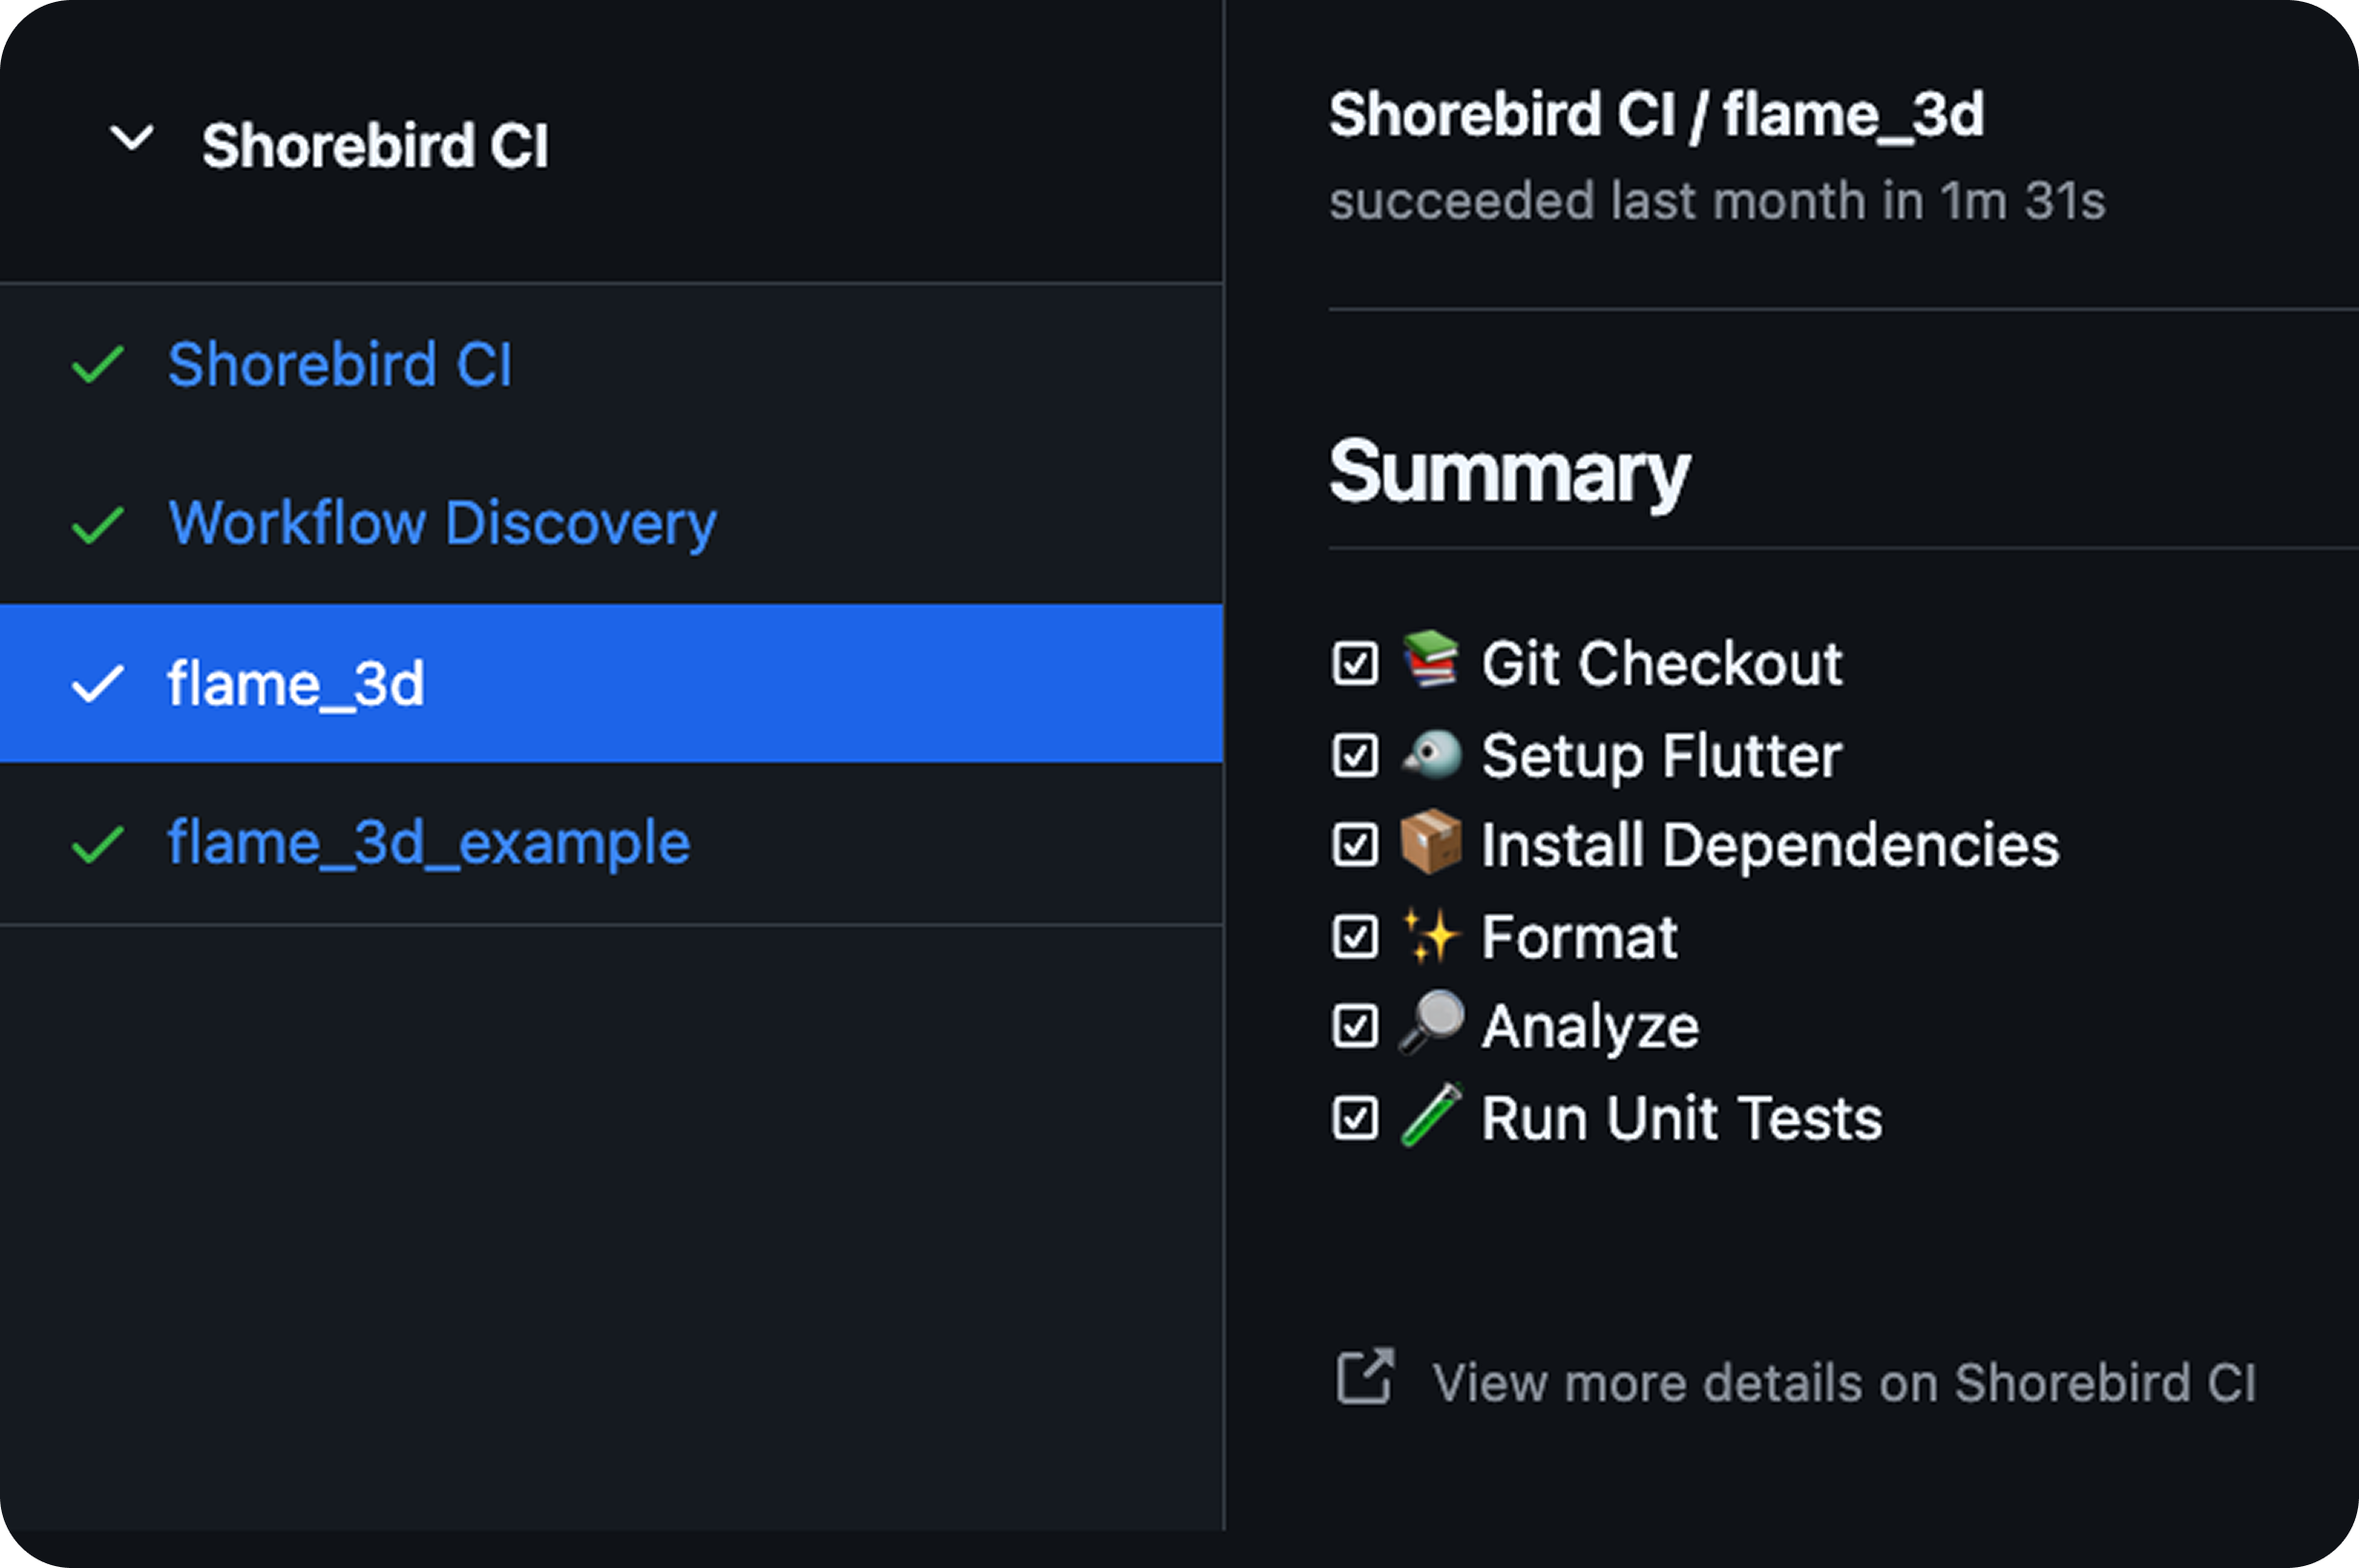 Shorebird CI
Shorebird CI
Workflow Discovery
flame_3d
flame_3d_example
Shorebird CI / flame_3d
succeeded last month in 1m 31s
Summary
Git Checkout
Setup Flutter
Install Dependencies
Format
Analyze
Run Unit Tests
View more details on Shorebird CI